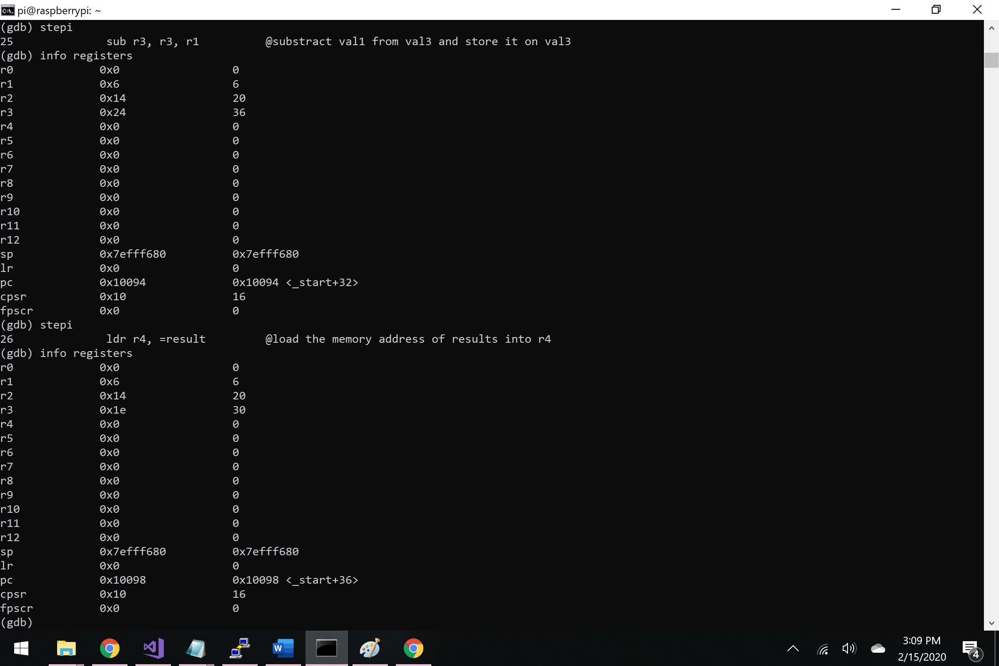 pi@raspberrypi: ~
(gdb) stepi
25              sub r3, r3, r1          @substract val1 from val3 and store it on val3
(gdb) info registers
r0             0x0                 0
r1             0x6                 6
r2             0x14                20
r3             0x24                36
r4             0x0                 0
r5             0x0                 0
r6             0x0                 0
r7             0x0                 0
r8             0x0                 0
r9             0x0                 0
r10            0x0                 0
r11            0x0                 0
r12            0x0                 0
sp             0x7efff680          0x7efff680
lr             0x0                 0
pc             0x10094             0x10094 <_start+32>
cpsr           0x10                16
fpscr          0x0                 0
(gdb) stepi
26              ldr r4, =result         @load the memory address of results into r4
(gdb) info registers
r0             0x0                 0
r1             0x6                 6
r2             0x14                20
r3             0x1e                30
r4             0x0                 0
r5             0x0                 0
r6             0x0                 0
r7             0x0                 0
r8             0x0                 0
r9             0x0                 0
r10            0x0                 0
r11            0x0                 0
r12            0x0                 0
sp             0x7efff680          0x7efff680
lr             0x0                 0
pc             0x10098             0x10098 <_start+36>
cpsr           0x10                16
fpscr          0x0                 0
(gdb)
3:09 PM
2/15/2020
4